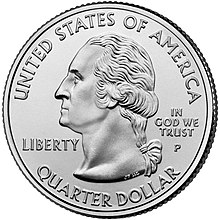 UNITED STATES OF AMERICA
LIBERTY
IN
GOD WE
TRUST
P
QUARTER DOLLAR